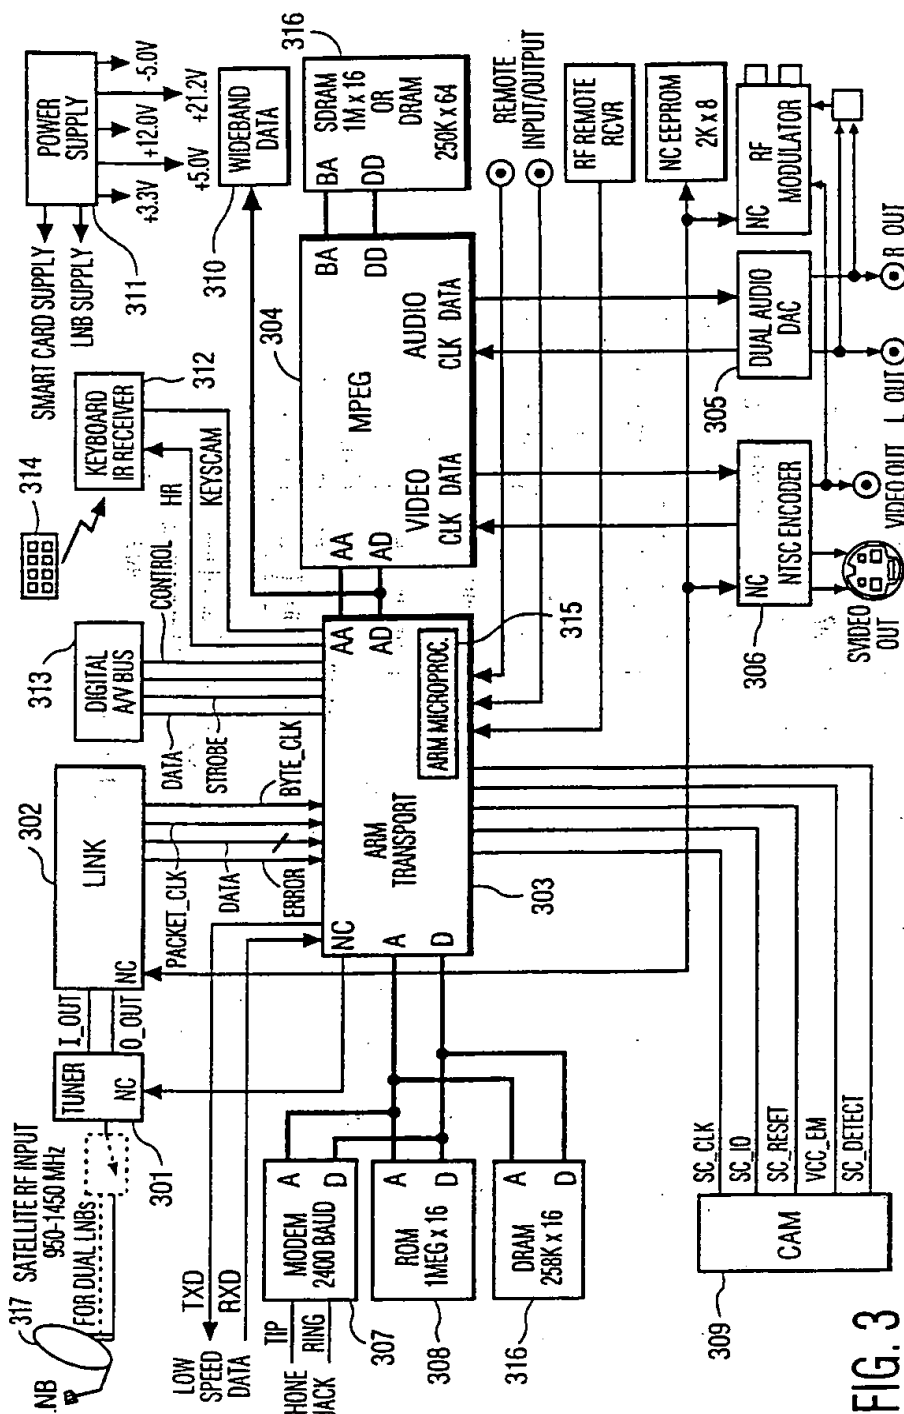 317
SATELLITE RF INPUT
950-1450 MHz
FOR DUAL LNBs
.NB
301
TUNER
NC
I_OUT
Q_OUT
302
LINK
NC
PACKET_CLK
DATA
ERROR
BYTE_CLK
313
DIGITAL
A/V BUS
DATA
STROBE
CONTROL
314
HR
KEYSCAM
KEYBOARD
IR RECEIVER
312
SMART CARD SUPPLY
LNB SUPPLY
311
POWER
SUPPLY
+3.3V
+5.0V
+12.0V
+21.2V
-5.0V
310
WIDEBAND
DATA
316
SDRAM
1M x 16
OR
DRAM
250K x 64
BA
DD
304
MPEG
BA
DD
AA
AD
VIDEO
CLK
DATA
AUDIO
CLK
DATA
REMOTE
INPUT/OUTPUT
RF REMOTE
RCVR
NC EEPROM
2K x 8
RF
MODULATOR
NC
305
DUAL AUDIO
DAC
R OUT
L OUT
306
NC
NTSC ENCODER
VIDEO OUT
SVIDEO
OUT
303
ARM
TRANSPORT
315
ARM MICROPROC.
AA
AD
NC
A
D
LOW
SPEED
DATA
TXD
RXD
HONE
JACK
TIP
RING
307
MODEM
2400 BAUD
A
D
308
ROM
1MEG x 16
A
D
316
DRAM
258K x 16
A
D
309
CAM
SC_CLK
SC_IO
SC_RESET
VCC_EM
SC_DETECT
FIG. 3